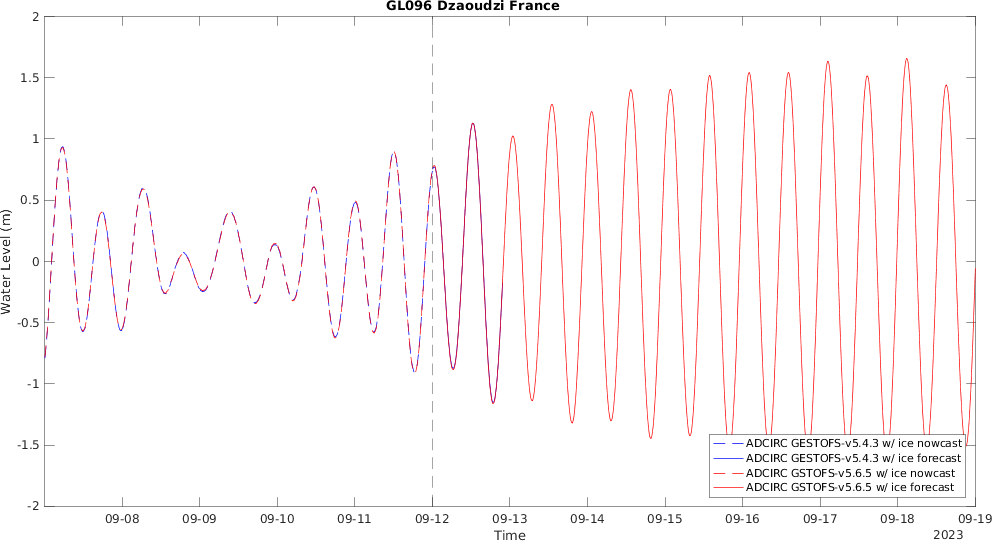 GL096 Dzaoudzi France
2
1.5
1
0.5
0
-0.5
-1
-1.5
-2
Water Level (m)
ADCIRC GESTOFS-v5.4.3 w/ ice nowcast
ADCIRC GESTOFS-v5.4.3 w/ ice forecast
ADCIRC GSTOFS-v5.6.5 w/ ice nowcast
ADCIRC GSTOFS-v5.6.5 w/ ice forecast
09-08 09-09 09-10 09-11 09-12 09-13 09-14 09-15 09-16 09-17 09-18 09-19
Time
2023